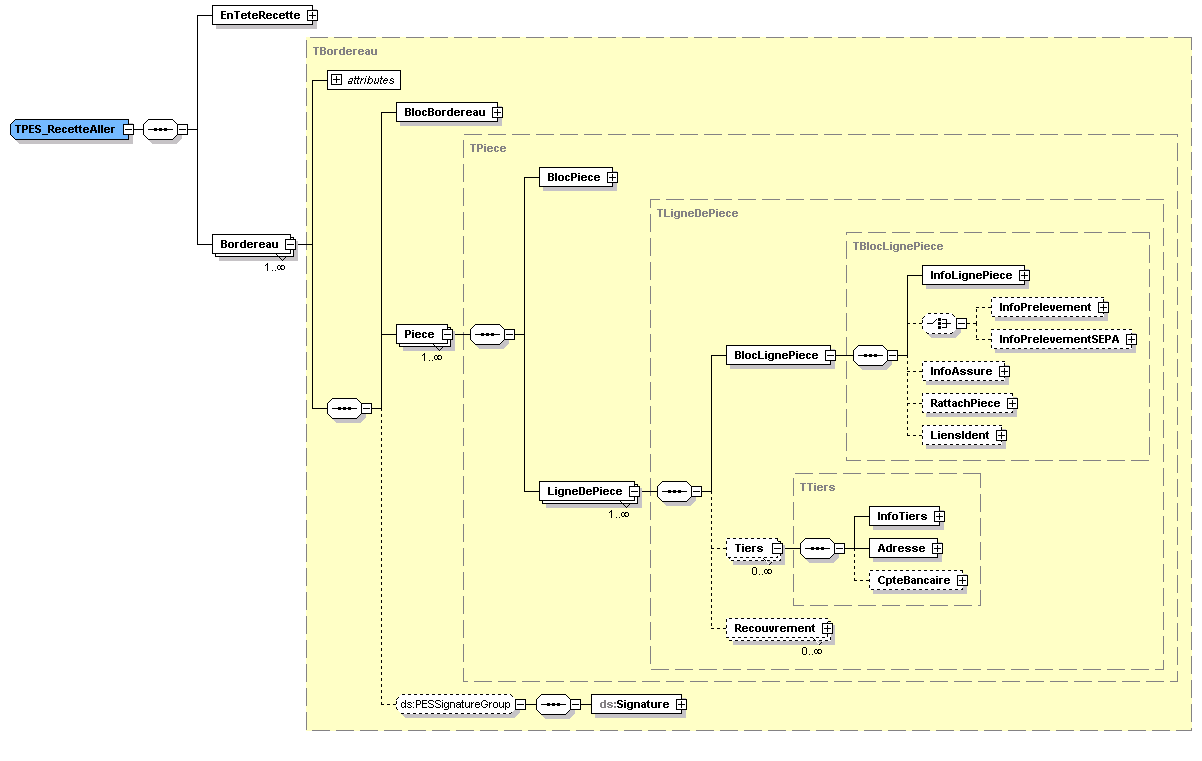 EnTeteRecette
TBordereau
attributes
BlocBordereau
TPES_RecetteAller
TPiece
BlocPiece
TLigneDePiece
TBlocLignePiece
Bordereau
1..∞
InfoLignePiece
InfoPrelevement
Piece
1..∞
InfoPrelevementSEPA
BlocLignePiece
InfoAssure
RattachPiece
LiensIdent
LigneDePiece
1..∞
TTiers
InfoTiers
Tiers
0..∞
Adresse
CpteBancaire
Recouvrement
0..∞
ds:PESSignatureGroup
ds:Signature